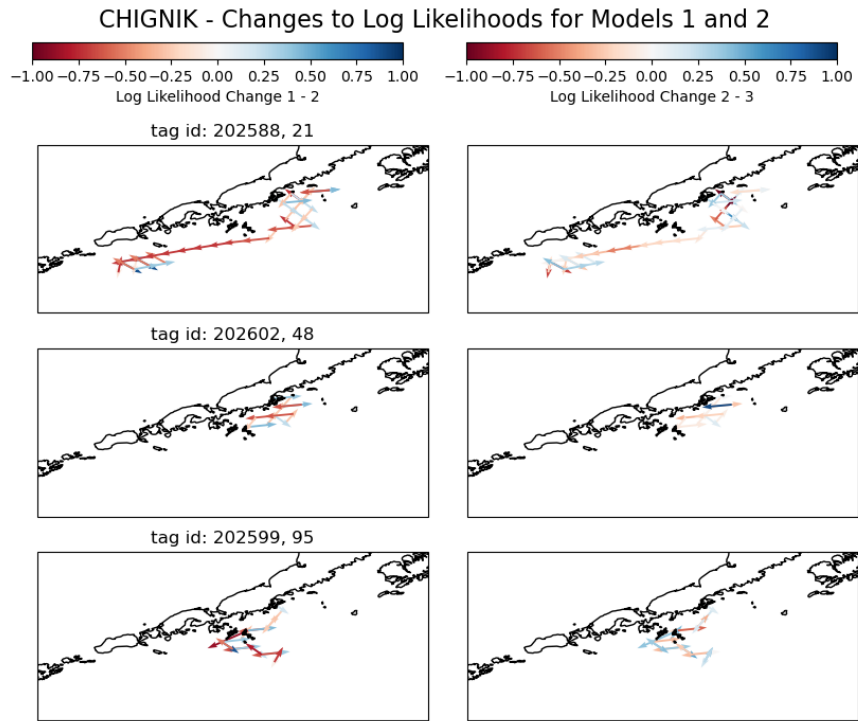 CHIGNIK - Changes to Log Likelihoods for Models 1 and 2
−1.00 −0.75 −0.50 −0.25 0.00 0.25 0.50 0.75 1.00
Log Likelihood Change 1 - 2
−1.00 −0.75 −0.50 −0.25 0.00 0.25 0.50 0.75 1.00
Log Likelihood Change 2 - 3
tag id: 202588, 21
tag id: 202602, 48
tag id: 202599, 95